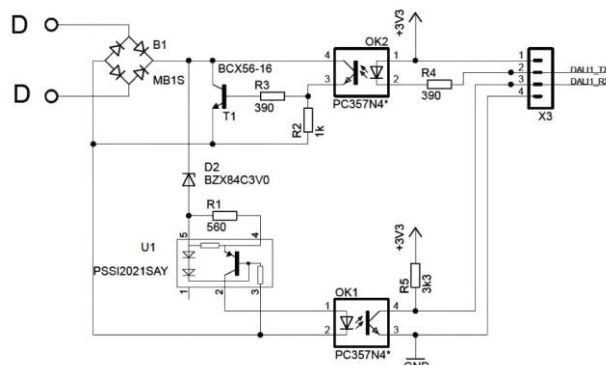 D
D
B1
MB1S
BCX56-16
T1
R3
390
R2
1k
OK2
4
3
1
2
PC357N4*
+3V3
R4
390
1
2
3
4
X3
DALI1_TX
DALI1_R
D2
BZX84C3V0
R1
560
U1
PSSI2021SAY
5
4
1
2
3
OK1
1
2
4
3
PC357N4*
+3V3
R5
3k3
GND